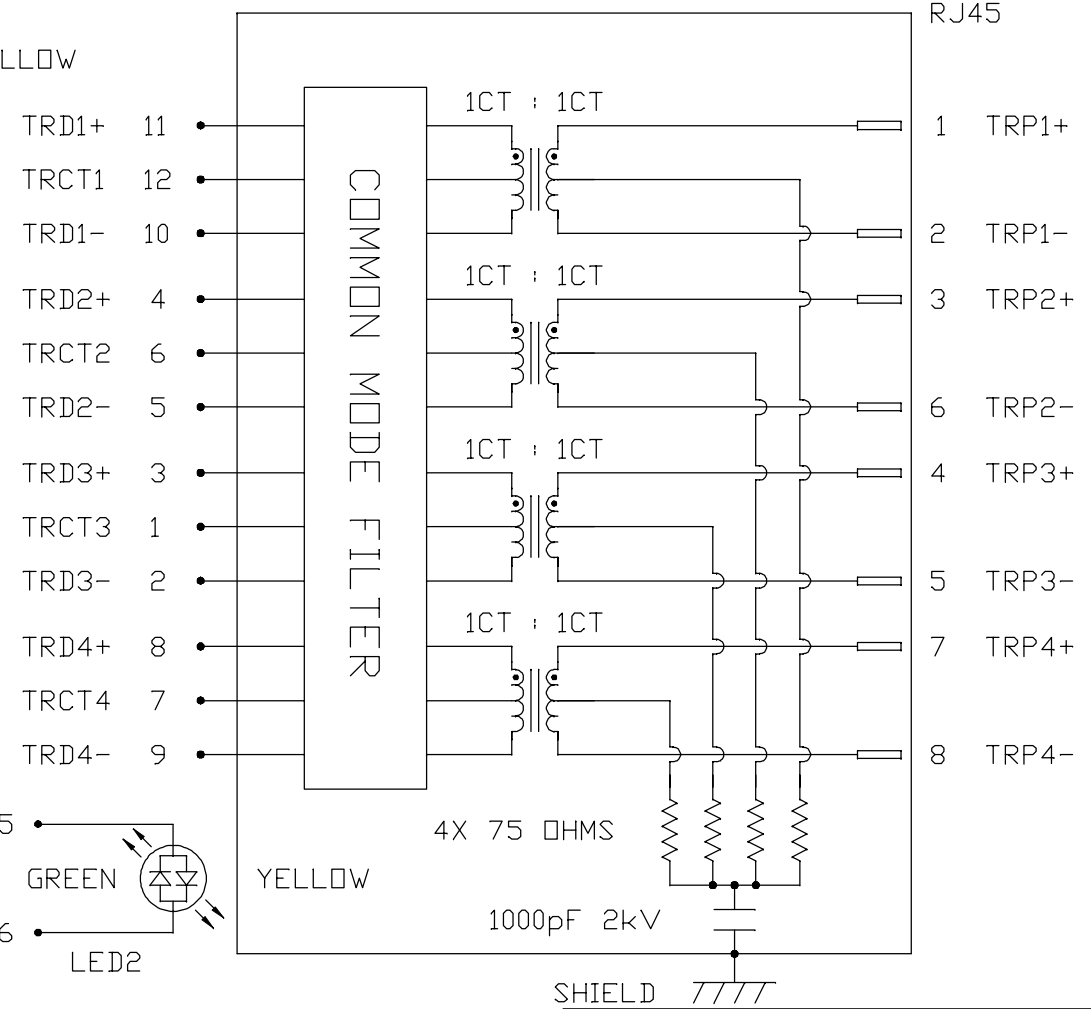 RJ45
LLOW
1CT : 1CT
TRD1+ 11 1 TRP1+
TRCT1 12
TRD1- 10 2 TRP1-
1CT : 1CT
TRD2+ 4 3 TRP2+
TRCT2 6
TRD2- 5 6 TRP2-
1CT : 1CT
TRD3+ 3 4 TRP3+
TRCT3 1
TRD3- 2 5 TRP3-
1CT : 1CT
TRD4+ 8 7 TRP4+
TRCT4 7
TRD4- 9 8 TRP4-
COMMON MODE FILTER
5
4X 75 OHMS
GREEN YELLOW
1000pF 2kV
6
LED2
SHIELD